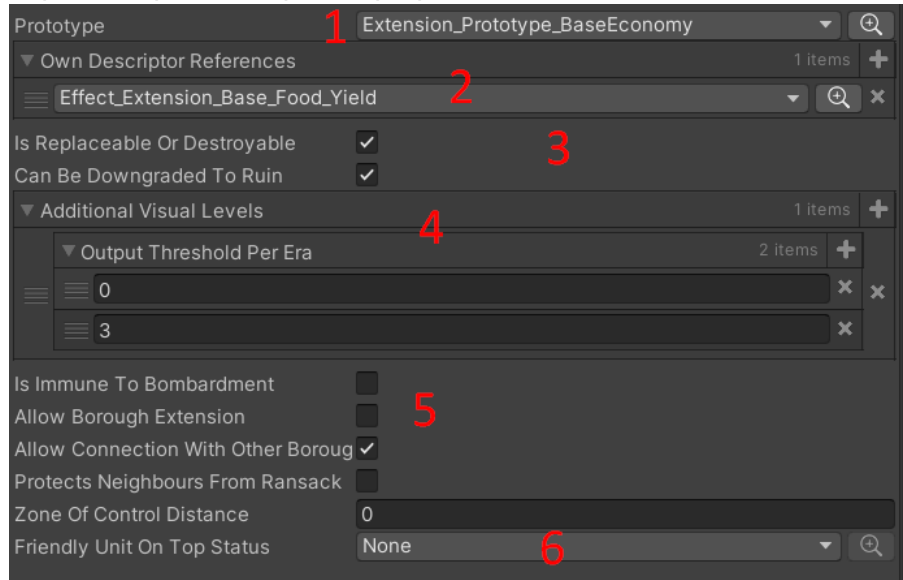 Prototype 1 Extension_Prototype_BaseEconomy
Own Descriptor References 1 items
Effect_Extension_Base_Food_Yield 2
Is Replaceable Or Destroyable 3
Can Be Downgraded To Ruin
Additional Visual Levels 4 1 items
Output Threshold Per Era 2 items
0
3
Is Immune To Bombardment
Allow Borough Extension 5
Allow Connection With Other Boroug
Protects Neighbours From Ransack
Zone Of Control Distance 0
Friendly Unit On Top Status None 6